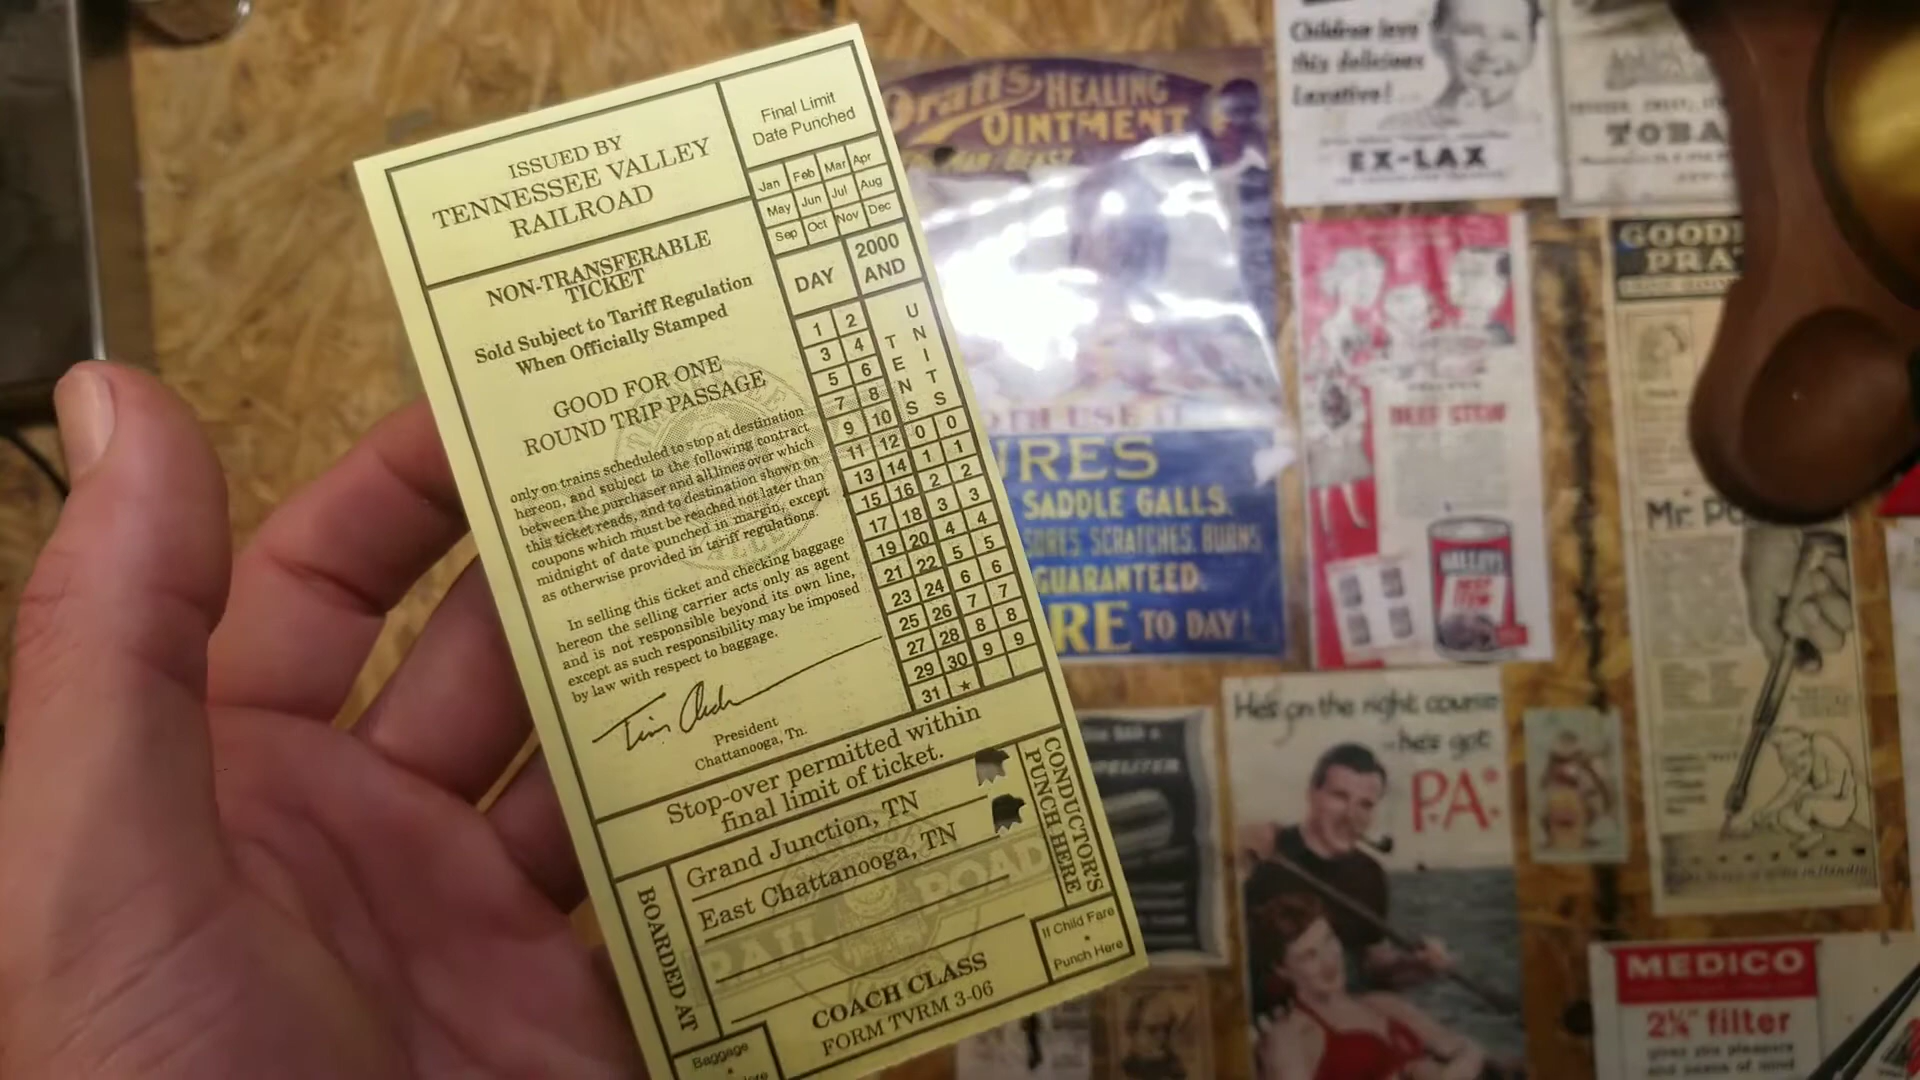 ISSUED BY
TENNESSEE VALLEY
RAILROAD
NON-TRANSFERABLE
TICKET
Sold Subject to Tariff Regulation
When Officially Stamped
GOOD FOR ONE
ROUND TRIP PASSAGE
only on trains scheduled to stop at destination
hereon, and subject to the following contract
between the purchaser and all lines over which
this ticket reads, and to destination shown on
coupons which must be reached not later than
midnight of date punched in margin, except
as otherwise provided in tariff regulations.
In selling this ticket and checking baggage
hereon the selling carrier acts only as agent
and is not responsible beyond its own line,
except as such responsibility may be imposed
by law with respect to baggage.
President
Chattanooga, Tn.
Final Limit
Date Punched
Jan Feb Mar Apr
May Jun Jul Aug
Sep Oct Nov Dec
DAY
2000
AND
TENS
UNITS
1 2
3 4
5 6
7 8
9 10 0 0
11 12 1 1
13 14 2 2
15 16 3 3
17 18 4 4
19 20 5 5
21 22 6 6
23 24 7 7
25 26 8 8
27 28 9 9
29 30
31 *
Stop-over permitted within
final limit of ticket.
BOARDED AT
Grand Junction, TN
East Chattanooga, TN
RAIL ROAD
CONDUCTOR'S
PUNCH HERE
If Child Fare
Punch Here
COACH CLASS
FORM TVRM 3-06
Baggage
Pratt's HEALING
OINTMENT
URES
SADDLE GALLS.
SORES SCRATCHES. BURNS
GUARANTEED.
RE TO DAY!
Children love
this delicious
Laxative!
EX-LAX
TOBA
BEEF STEW
GOOD
PRA
Mr. Po
He's on the right course
-he's got
P.A.
MEDICO
2¼" filter